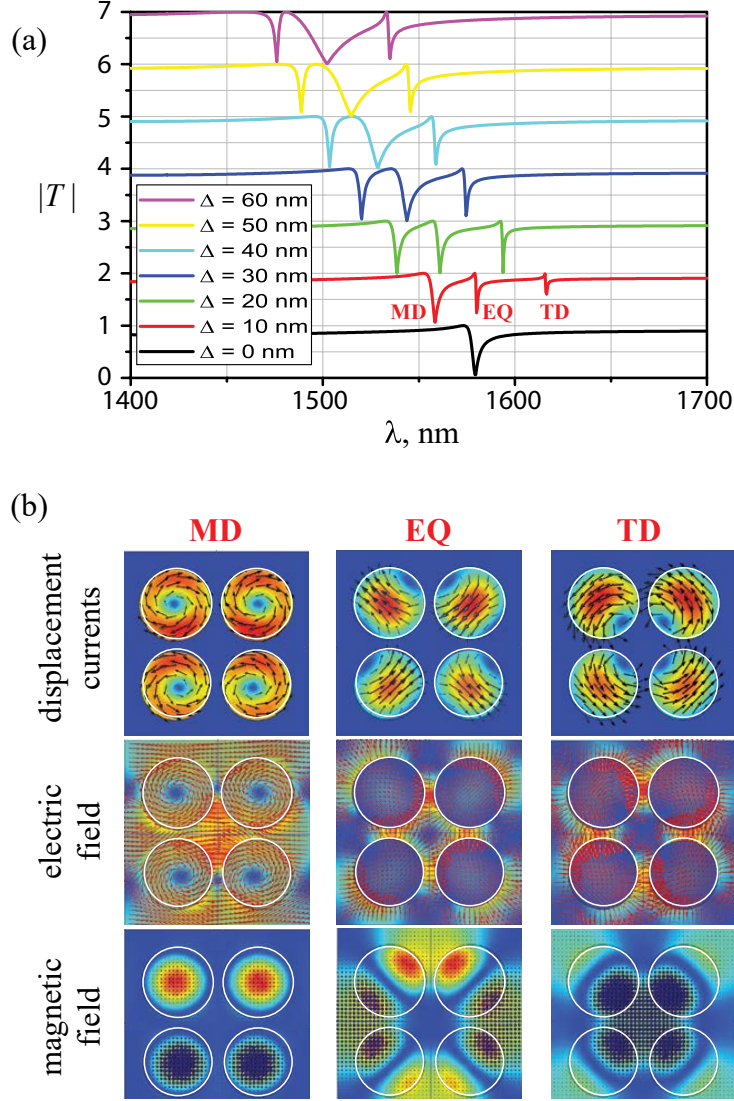 (a)
|T|
7
6
5
4
3
2
1
0
Δ = 60 nm
Δ = 50 nm
Δ = 40 nm
Δ = 30 nm
Δ = 20 nm
Δ = 10 nm
Δ = 0 nm
MD EQ TD
1400 1500 1600 1700
λ, nm
(b)
MD EQ TD
displacement
currents
electric
field
magnetic
field